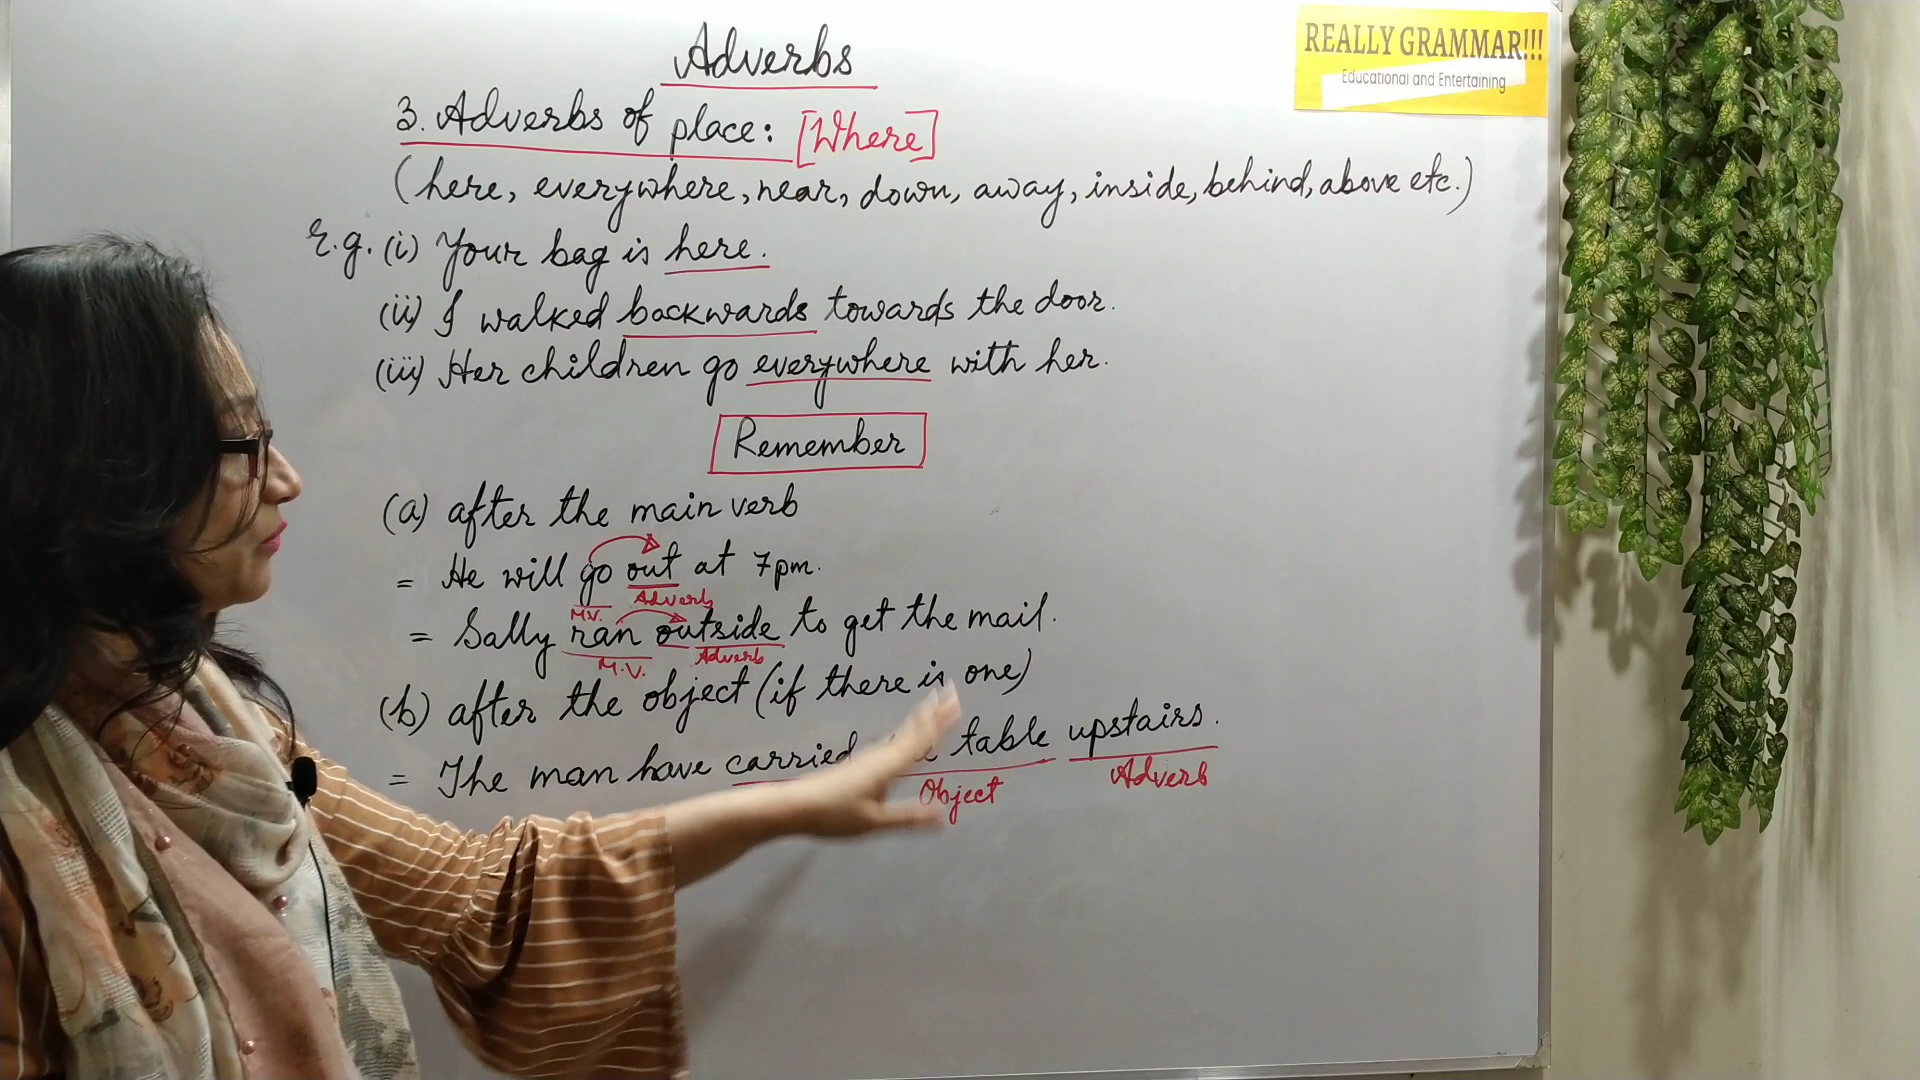 Adverbs
REALLY GRAMMAR!!!
Educational and Entertaining
3. Adverbs of place: [Where]
(here, everywhere, near, down, away, inside, behind, above etc.)
E.g. (i) Your bag is here.
(ii) I walked backwards towards the door.
(iii) Her children go everywhere with her.
Remember
(a) after the main verb
= He will go out at 7pm.
M.V. Adverb
= Sally ran outside to get the mail.
M.V. Adverb
(b) after the object (if there is one)
= The man have carried table upstairs.
Object Adverb